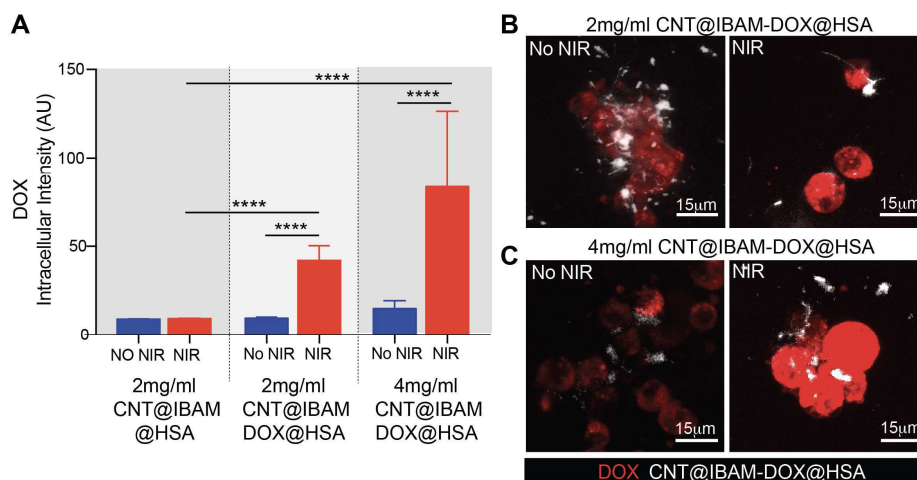 A
DOX
Intracellular Intensity (AU)
150
100
50
0
****
****
****
****
NO NIR
NIR
No NIR
NIR
No NIR
NIR
2mg/ml
CNT@IBAM
@HSA
2mg/ml
CNT@IBAM
DOX@HSA
4mg/ml
CNT@IBAM
DOX@HSA
B
2mg/ml CNT@IBAM-DOX@HSA
No NIR
NIR
15μm
15μm
C
4mg/ml CNT@IBAM-DOX@HSA
No NIR
NIR
15μm
15μm
DOX CNT@IBAM-DOX@HSA